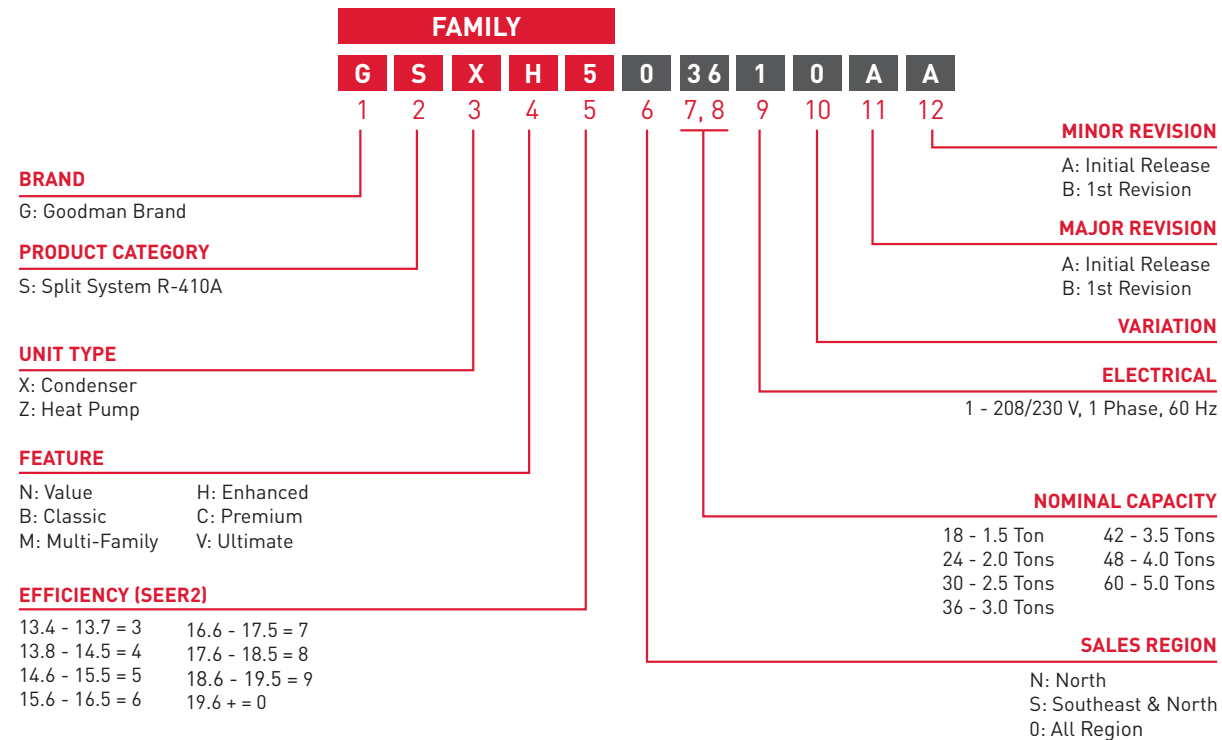 FAMILY
G S X H 5 0 3 6 1 0 A A
1 2 3 4 5 6 7, 8 9 10 11 12
BRAND
G: Goodman Brand
PRODUCT CATEGORY
S: Split System R-410A
UNIT TYPE
X: Condenser
Z: Heat Pump
FEATURE
N: Value
B: Classic
M: Multi-Family
H: Enhanced
C: Premium
V: Ultimate
EFFICIENCY (SEER2)
13.4 - 13.7 = 3
13.8 - 14.5 = 4
14.6 - 15.5 = 5
15.6 - 16.5 = 6
16.6 - 17.5 = 7
17.6 - 18.5 = 8
18.6 - 19.5 = 9
19.6 + = 0
MINOR REVISION
A: Initial Release
B: 1st Revision
MAJOR REVISION
A: Initial Release
B: 1st Revision
VARIATION
ELECTRICAL
1 - 208/230 V, 1 Phase, 60 Hz
NOMINAL CAPACITY
18 - 1.5 Ton
24 - 2.0 Tons
30 - 2.5 Tons
36 - 3.0 Tons
42 - 3.5 Tons
48 - 4.0 Tons
60 - 5.0 Tons
SALES REGION
N: North
S: Southeast & North
0: All Region